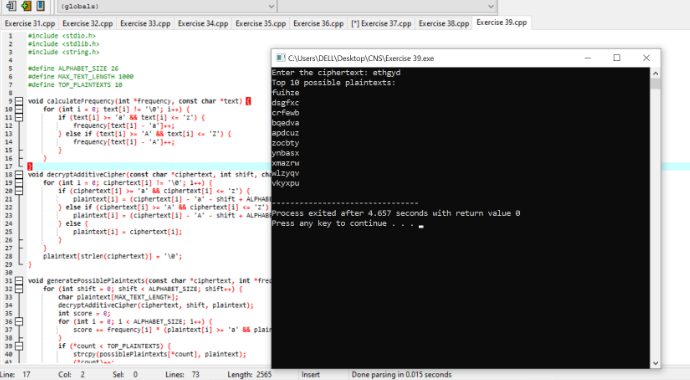 (globals)
Exercise 31.cpp Exercise 32.cpp Exercise 33.cpp Exercise 34.cpp Exercise 35.cpp Exercise 36.cpp [*] Exercise 37.cpp Exercise 38.cpp Exercise 39.cpp
1 #include <stdio.h>
2 #include <stdlib.h>
3 #include <string.h>
4
5 #define ALPHABET_SIZE 26
6 #define MAX_TEXT_LENGTH 1000
7 #define TOP_PLAINTEXTS 10
8
9 void calculateFrequency(int *frequency, const char *text) {
10 for (int i = 0; text[i] != '\0'; i++) {
11 if (text[i] >= 'a' && text[i] <= 'z') {
12 frequency[text[i] - 'a']++;
13 } else if (text[i] >= 'A' && text[i] <= 'Z') {
14 frequency[text[i] - 'A']++;
15 }
16 }
17 }
18 void decryptAdditiveCipher(const char *ciphertext, int shift, char
19 for (int i = 0; ciphertext[i] != '\0'; i++) {
20 if (ciphertext[i] >= 'a' && ciphertext[i] <= 'z') {
21 plaintext[i] = (ciphertext[i] - 'a' - shift + ALPHABE
22 } else if (ciphertext[i] >= 'A' && ciphertext[i] <= 'Z')
23 plaintext[i] = (ciphertext[i] - 'A' - shift + ALPHABE
24 } else {
25 plaintext[i] = ciphertext[i];
26 }
27 }
28 plaintext[strlen(ciphertext)] = '\0';
29 }
30
31 void generatePossiblePlaintexts(const char *ciphertext, int *freq
32 for (int shift = 0; shift < ALPHABET_SIZE; shift++) {
33 char plaintext[MAX_TEXT_LENGTH];
34 decryptAdditiveCipher(ciphertext, shift, plaintext);
35 int score = 0;
36 for (int i = 0; i < ALPHABET_SIZE; i++) {
37 score += frequency[i] * (plaintext[i] >= 'a' && plain
38 }
39 if (*count < TOP_PLAINTEXTS) {
40 strcpy(possiblePlaintexts[*count], plaintext);
41 (*count)++;
C:\Users\DELL\Desktop\CNS\Exercise 39.exe
Enter the ciphertext: ethgyd
Top 10 possible plaintexts:
fuihze
dsgfxc
crfewb
bqedva
apdcuz
zocbty
ynbasx
xmazrw
wlzyqv
vkyxpu
--------------------------------
Process exited after 4.657 seconds with return value 0
Press any key to continue . . .
Line: 17 Col: 2 Sel: 0 Lines: 73 Length: 2565 Insert Done parsing in 0.015 seconds